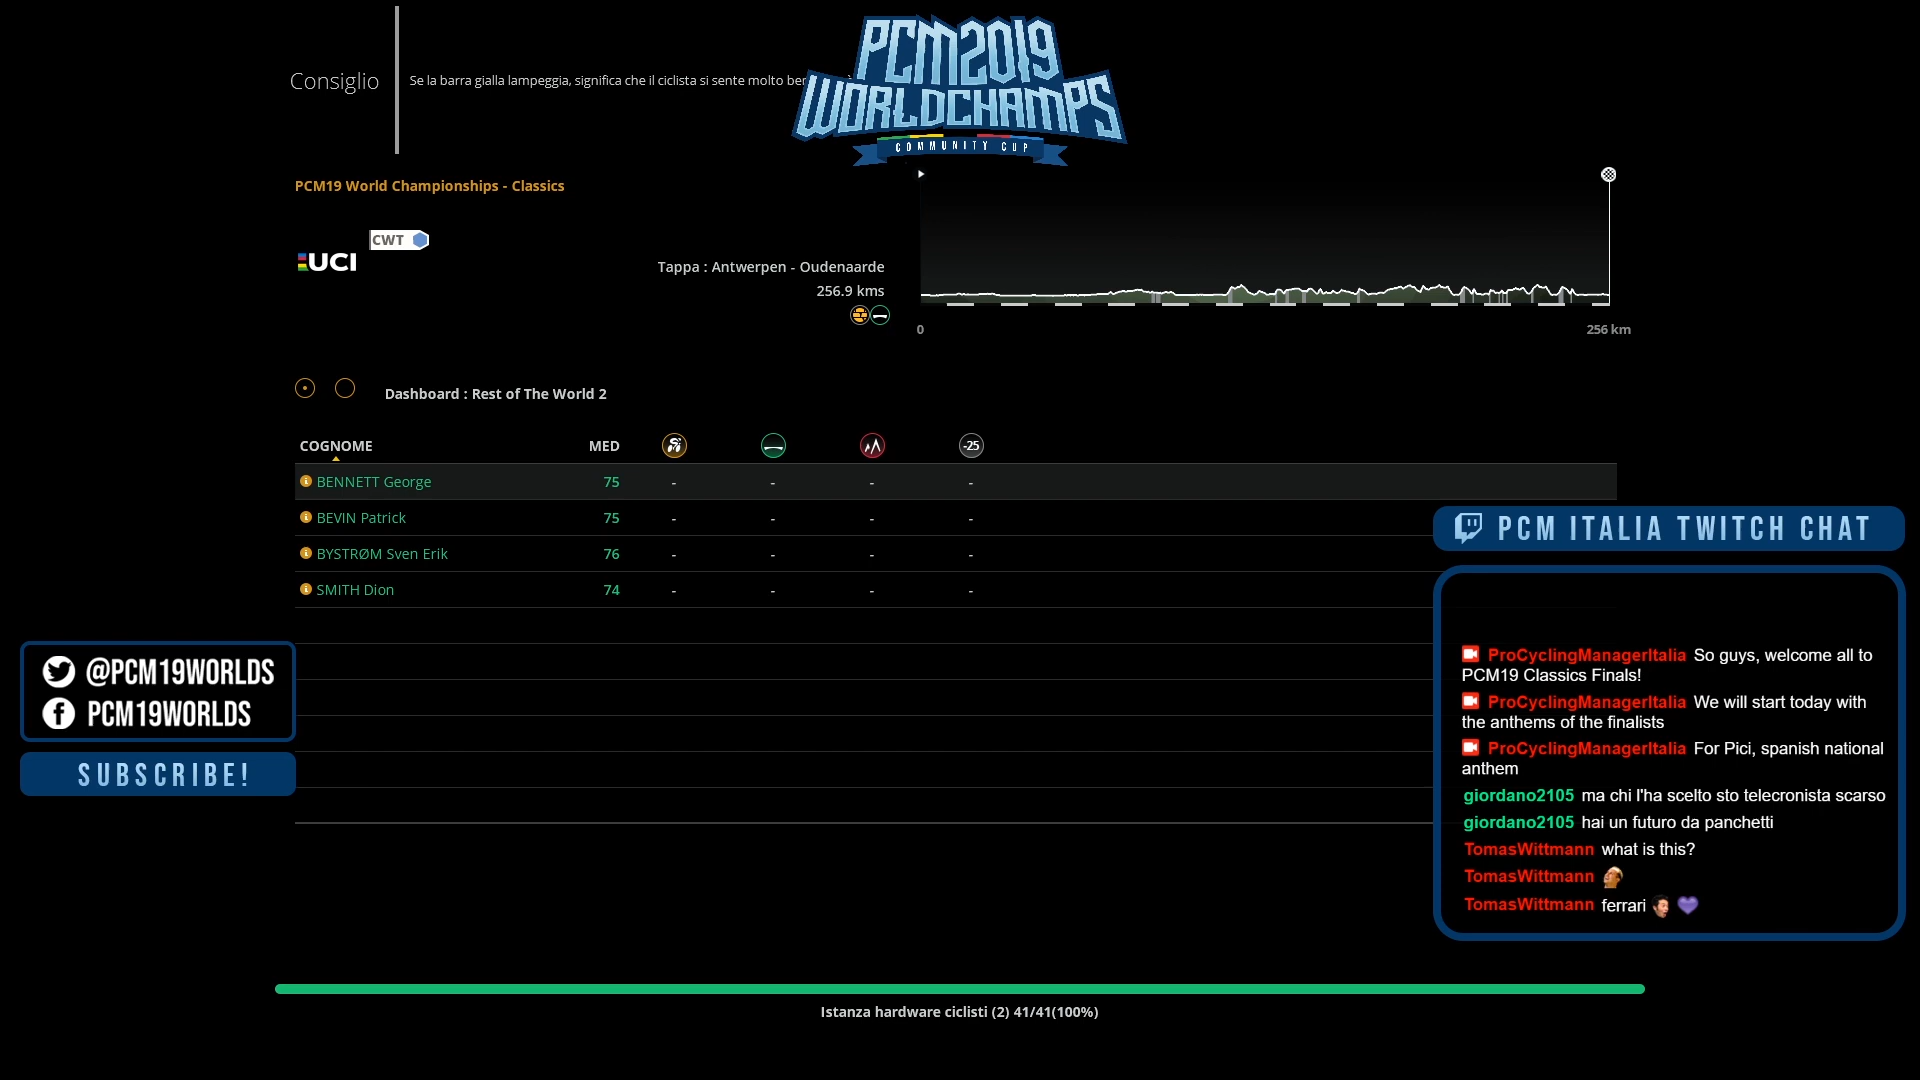 PCM2019
WORLDCHAMPS
COMMUNITY CUP
Consiglio
Se la barra gialla lampeggia, significa che il ciclista si sente molto
PCM19 World Championships - Classics
CWT
UCI
Tappa : Antwerpen - Oudenaarde
256.9 kms
0
256 km
Dashboard : Rest of The World 2
COGNOME MED -25
BENNETT George 75 - - - -
BEVIN Patrick 75 - - - -
BYSTRØM Sven Erik 76 - - - -
SMITH Dion 74 - - - -
@PCM19WORLDS
PCM19WORLDS
SUBSCRIBE!
PCM ITALIA TWITCH CHAT
ProCyclingManagerItalia So guys, welcome all to
PCM19 Classics Finals!
ProCyclingManagerItalia We will start today with
the anthems of the finalists
ProCyclingManagerItalia For Pici, spanish national
anthem
giordano2105 ma chi l'ha scelto sto telecronista scarso
giordano2105 hai un futuro da panchetti
TomasWittmann what is this?
TomasWittmann
TomasWittmann ferrari
Istanza hardware ciclisti (2) 41/41(100%)